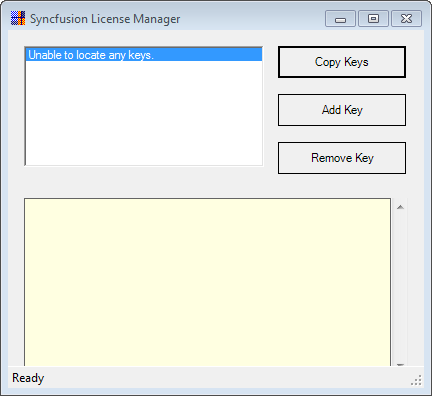 Syncfusion License Manager
Unable to locate any keys.
Copy Keys
Add Key
Remove Key
Ready